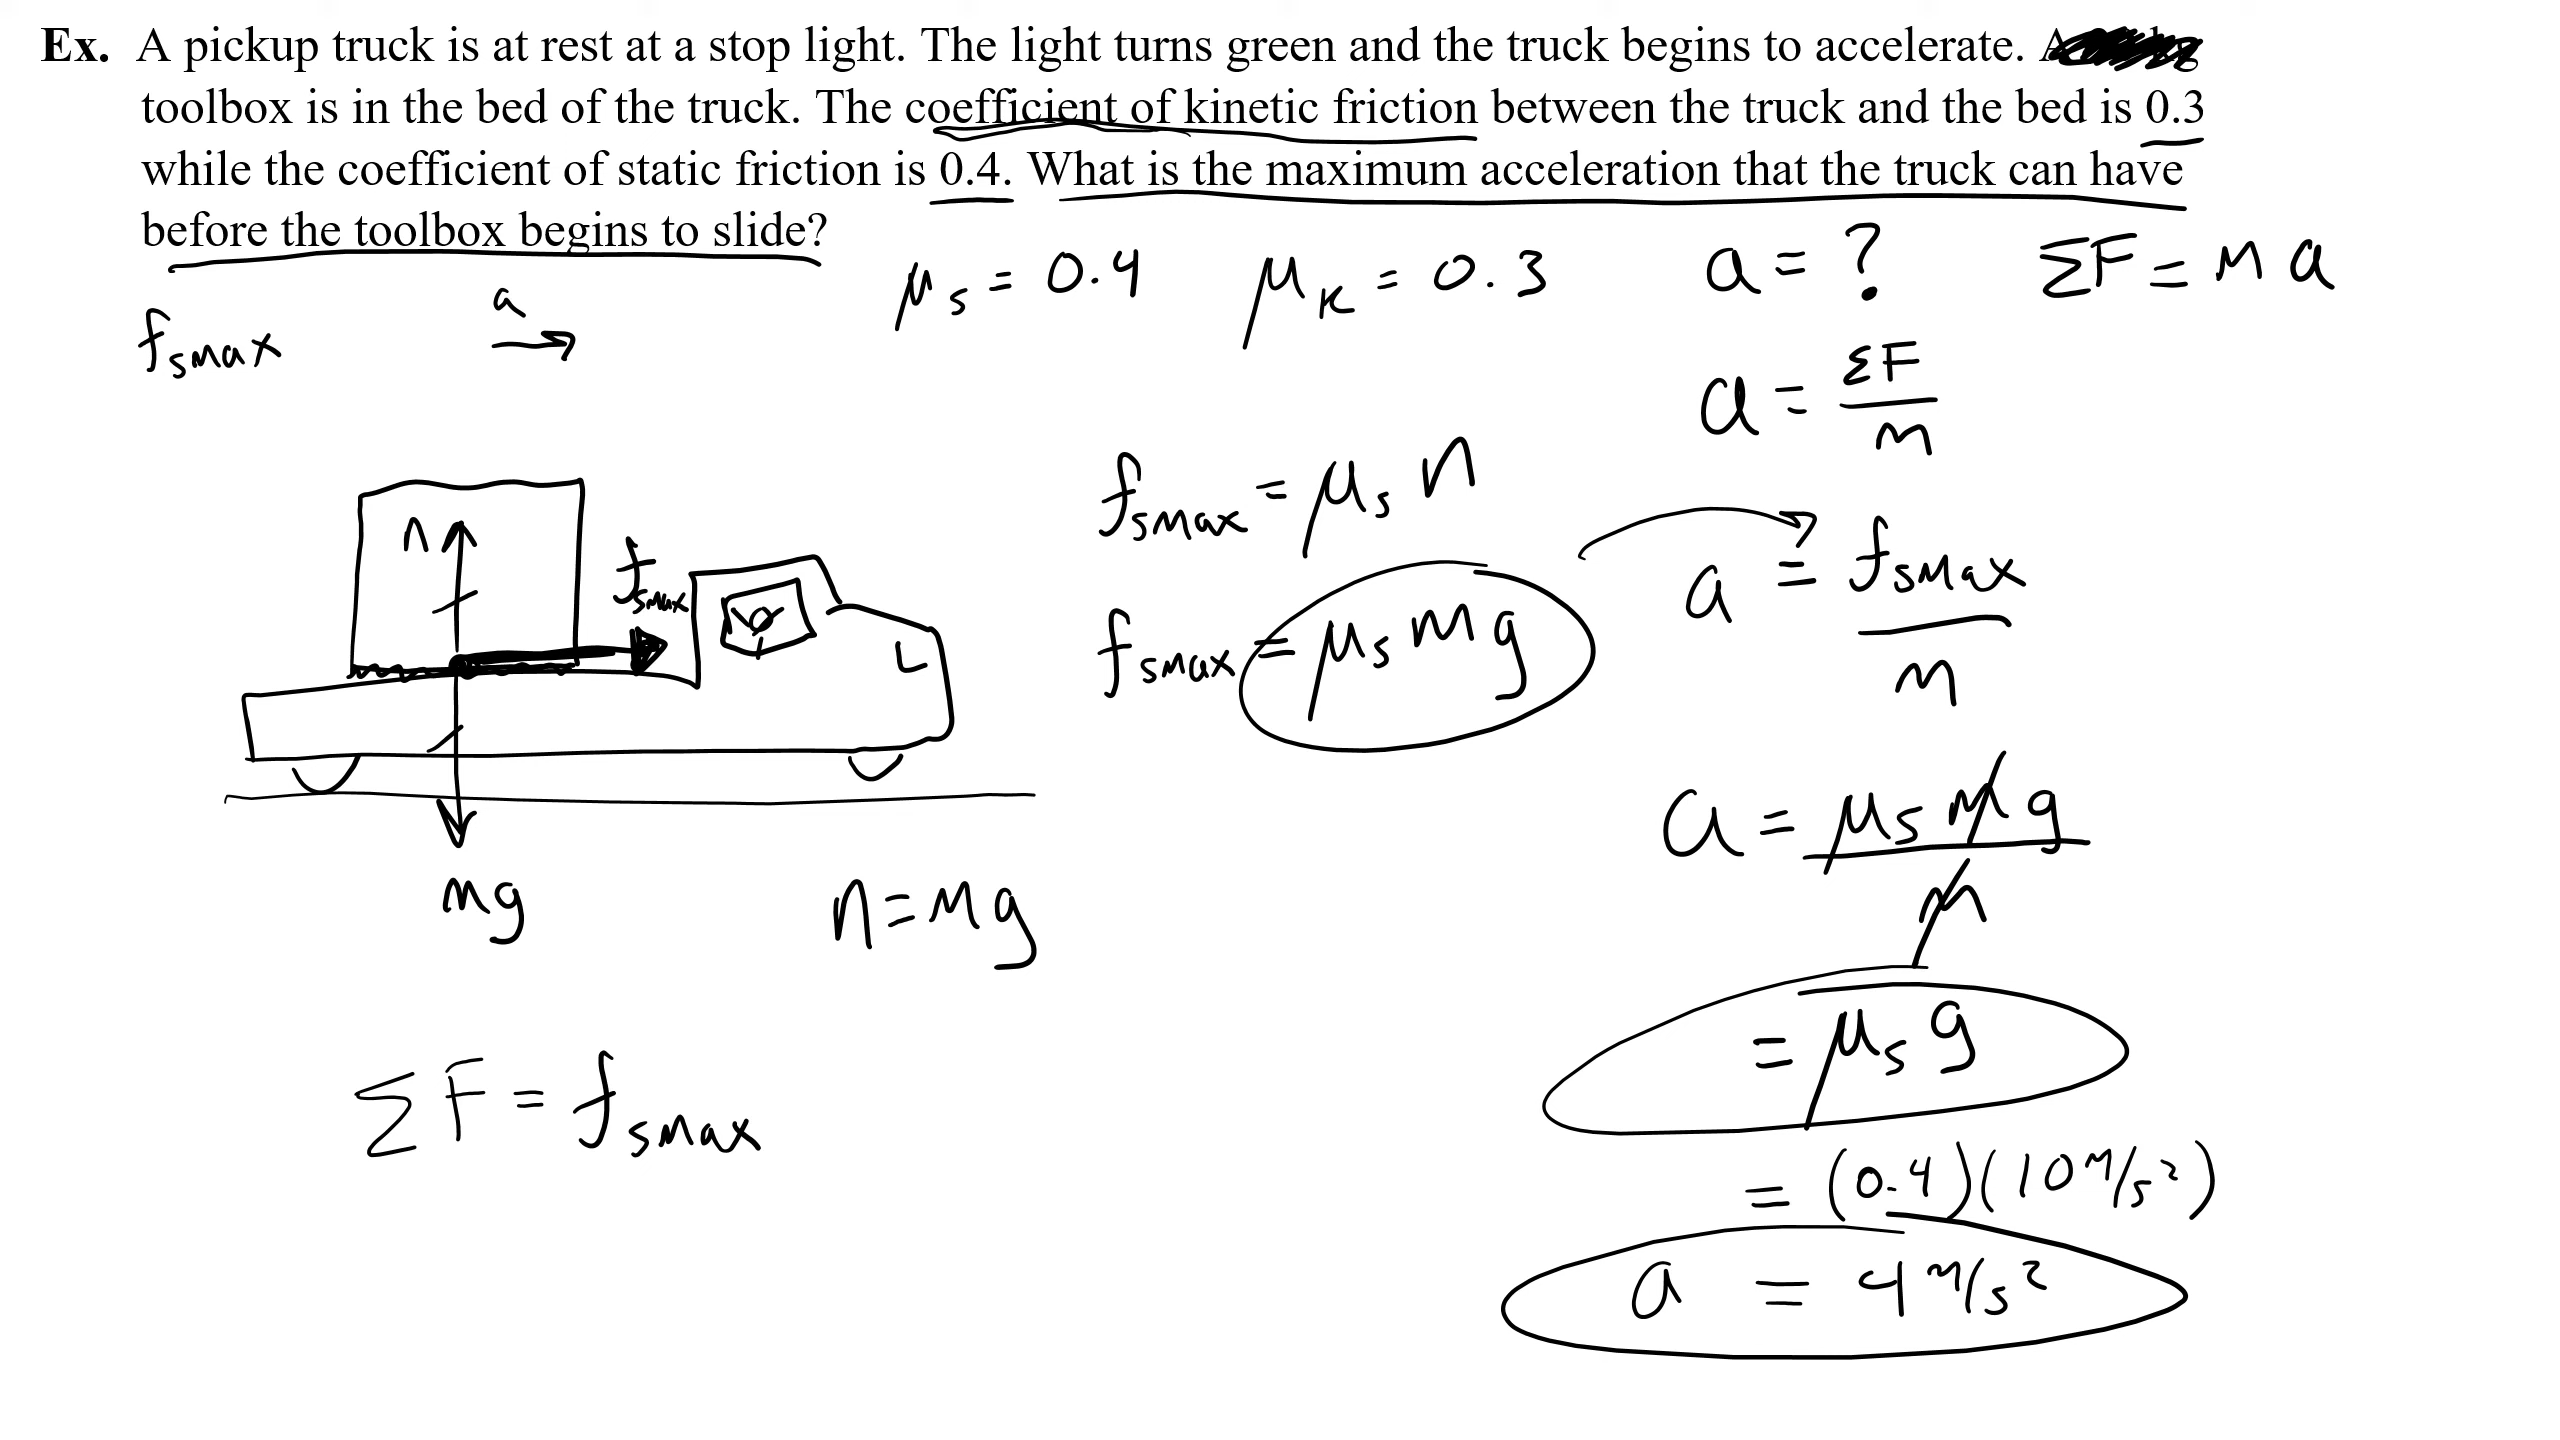 Ex. A pickup truck is at rest at a stop light. The light turns green and the truck begins to accelerate.
toolbox is in the bed of the truck. The coefficient of kinetic friction between the truck and the bed is 0.3
while the coefficient of static friction is 0.4. What is the maximum acceleration that the truck can have
before the toolbox begins to slide?
μs = 0.4 μK = 0.3 a = ? ΣF = ma
fsmax a
a = ΣF/m
fsmax = μs n
n
fsmax
a = fsmax/m
fsmax = μs mg
a = μs mg/m
mg
n = mg
= μs g
ΣF = fsmax
= (0.4)(10 m/s²)
a = 4 m/s²